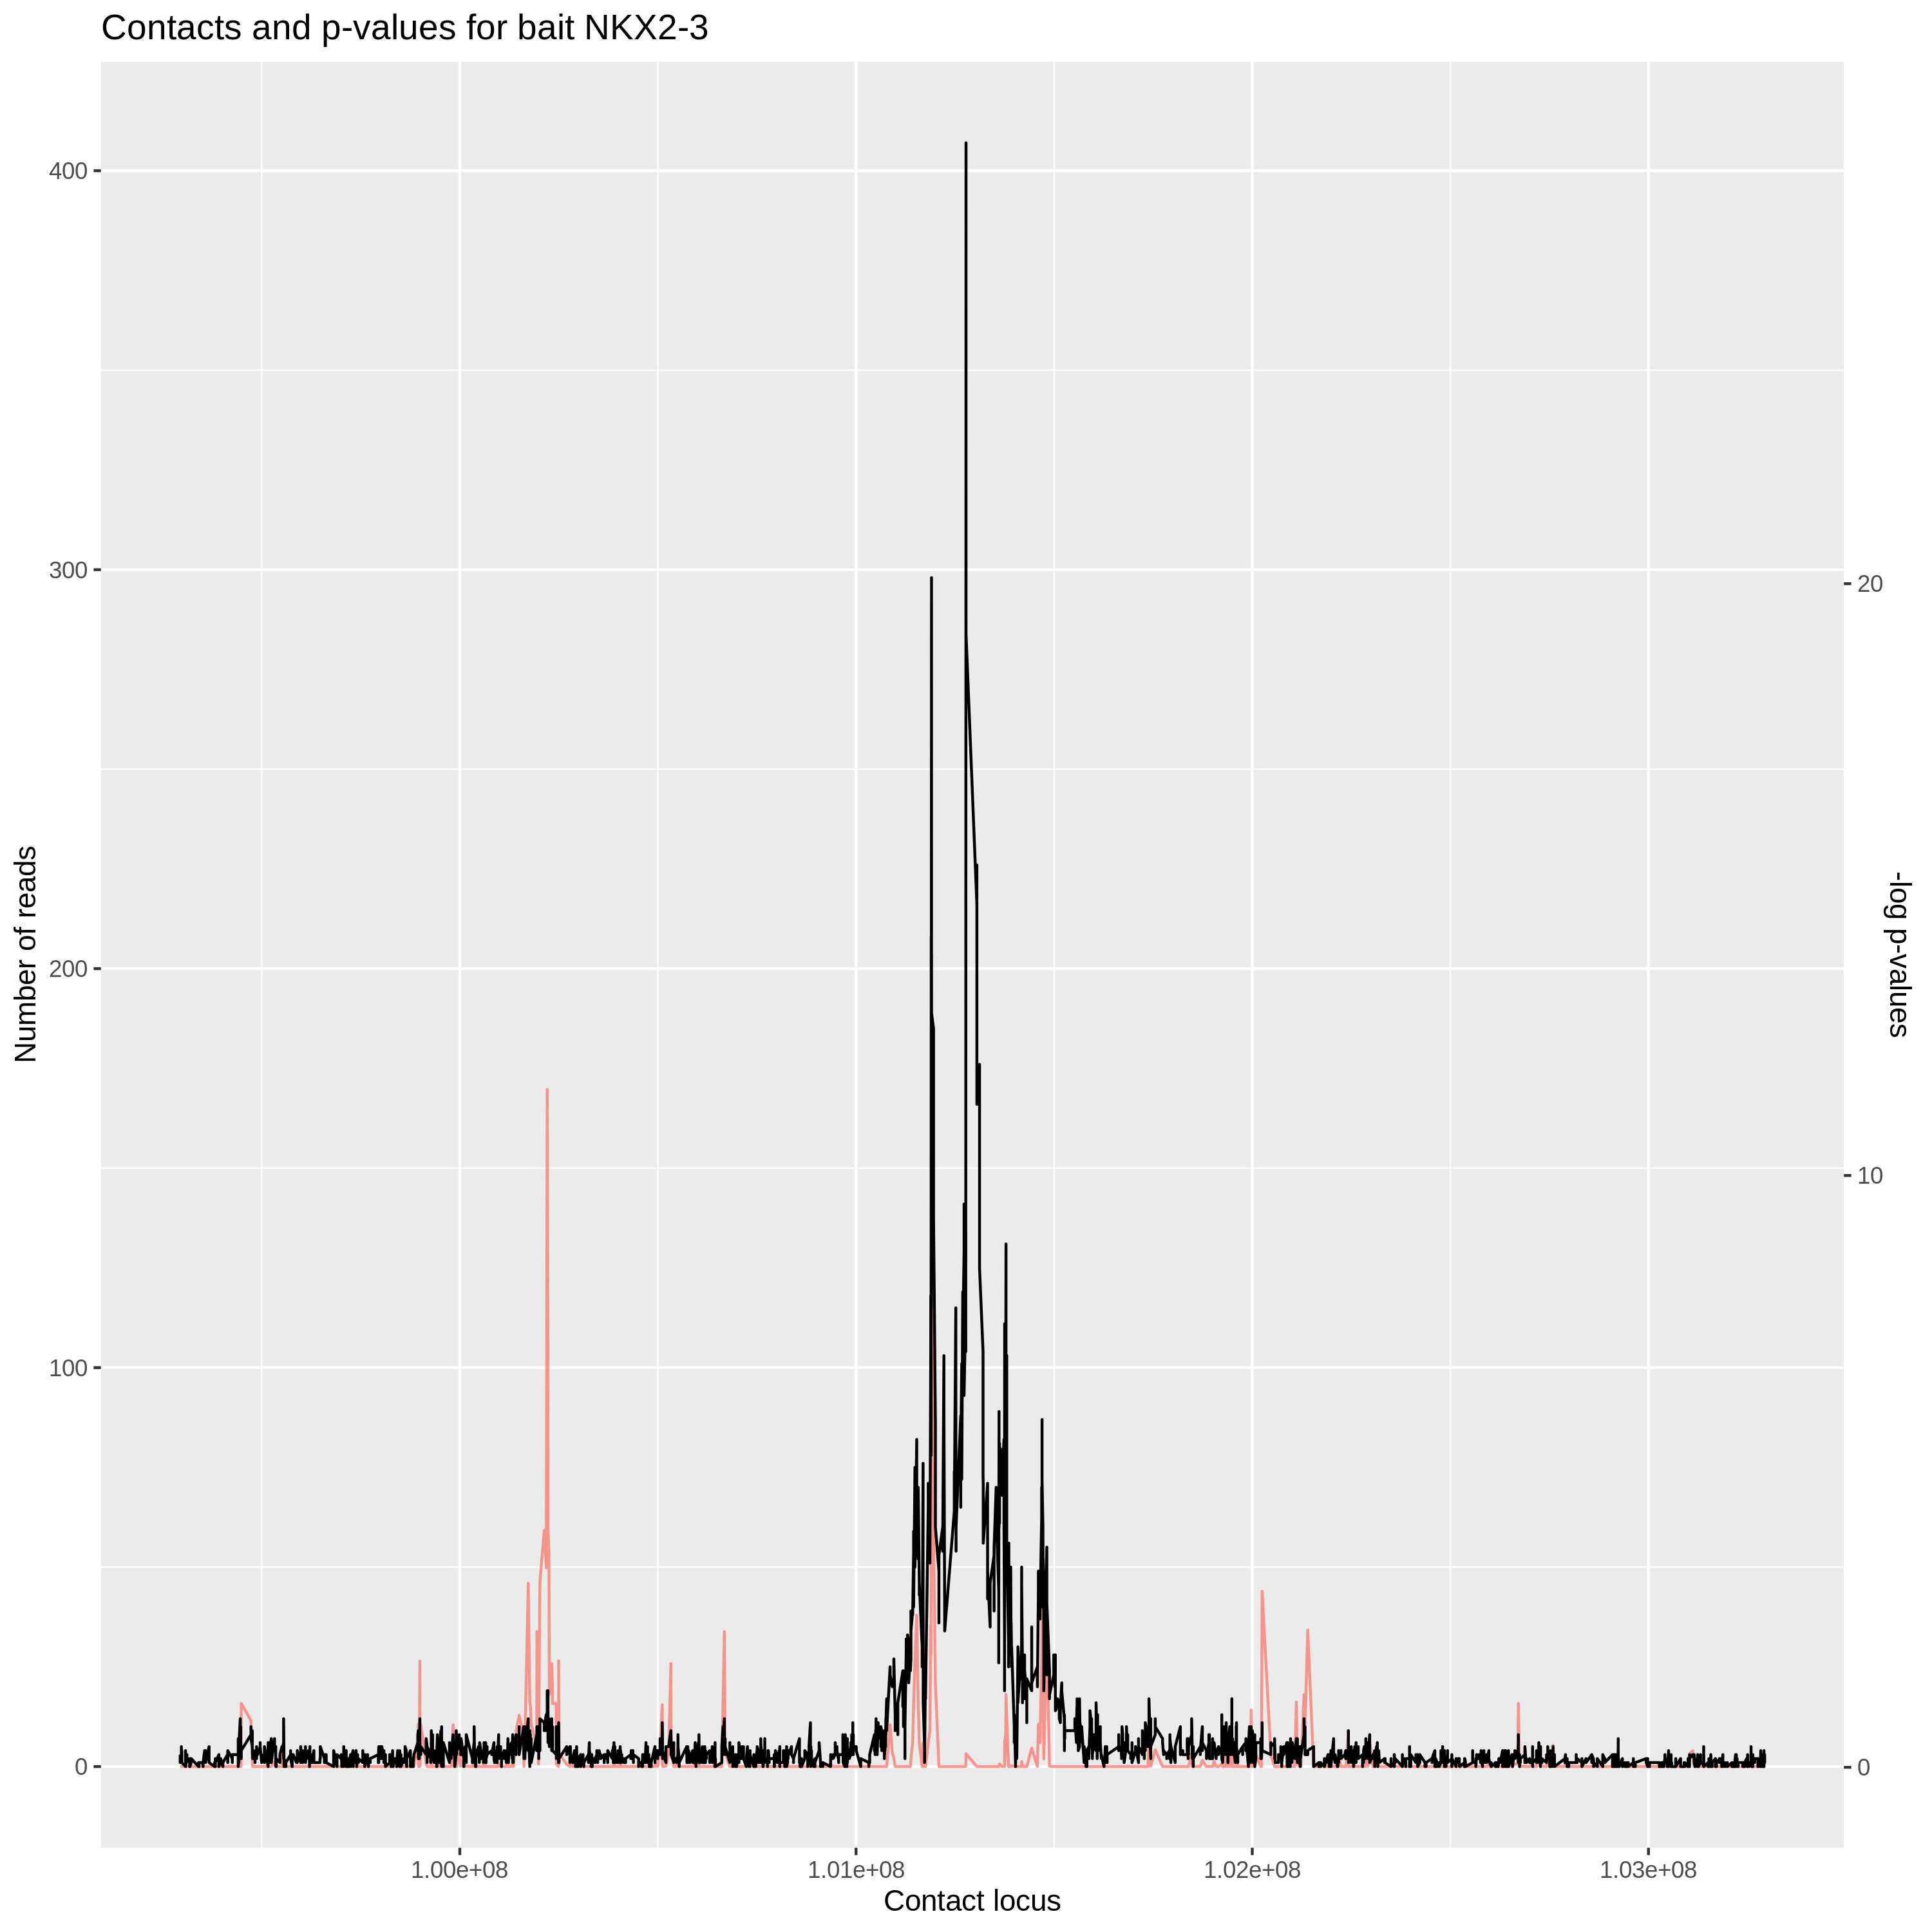 Contacts and p-values for bait NKX2-3
400
300
200
100
0
20
10
0
Number of reads
-log p-values
1.00e+08
1.01e+08
1.02e+08
1.03e+08
Contact locus